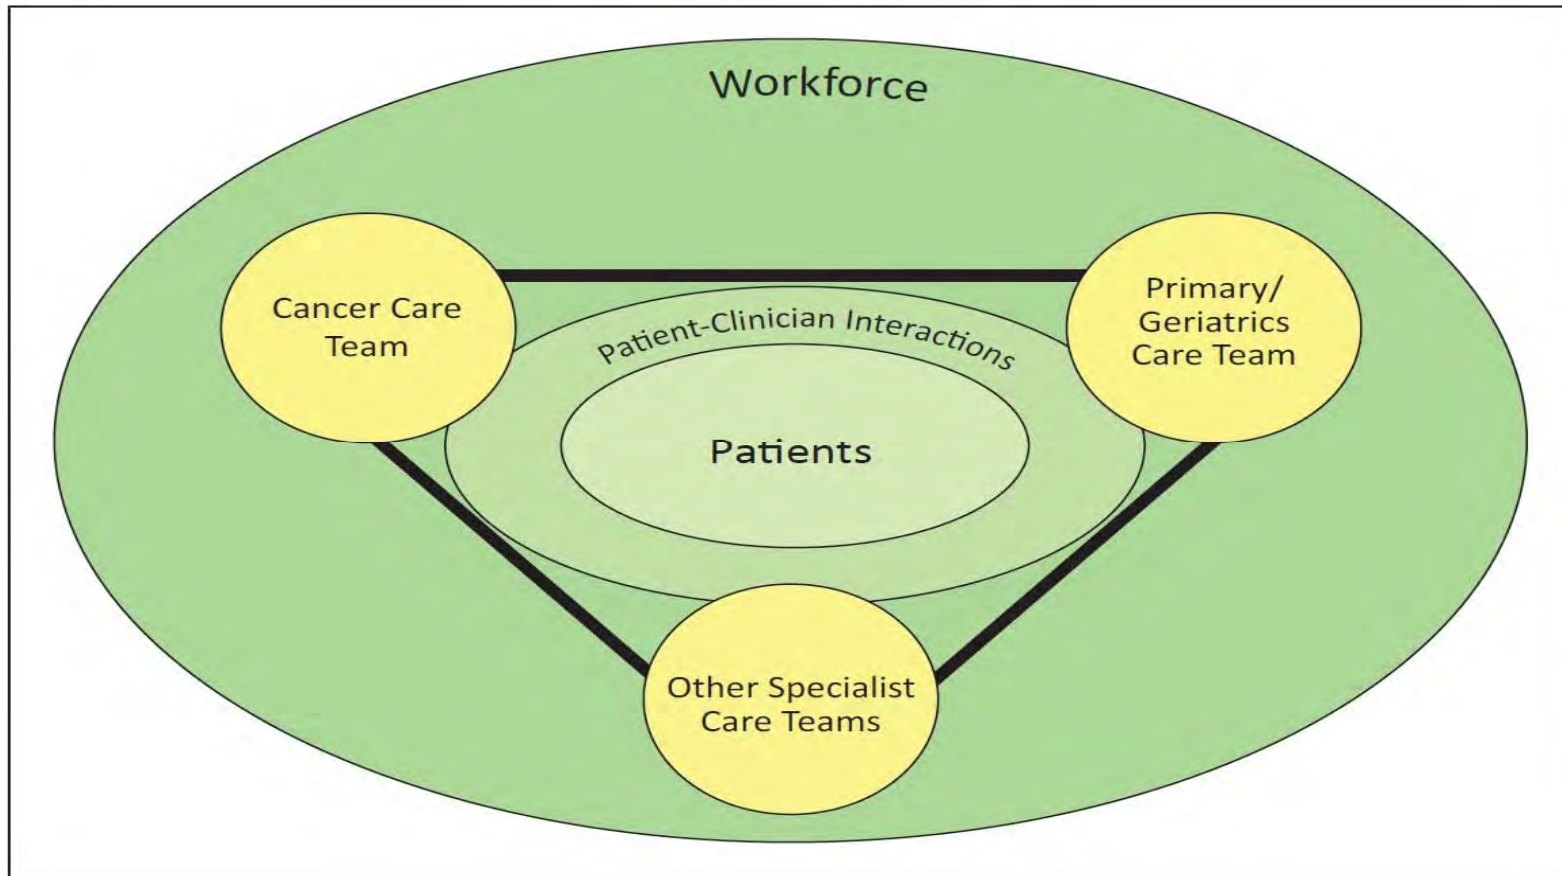 Workforce
Cancer Care
Team
Primary/
Geriatrics
Care Team
Patient-Clinician Interactions
Patients
Other Specialist
Care Teams